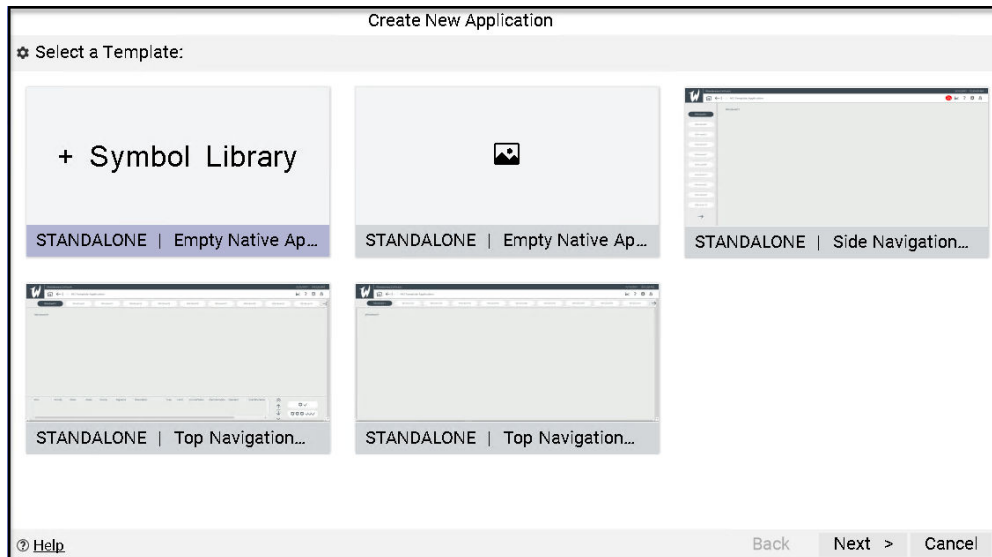 Create New Application
Select a Template:
+ Symbol Library
STANDALONE | Empty Native Ap...
STANDALONE | Empty Native Ap...
STANDALONE | Side Navigation...
STANDALONE | Top Navigation...
STANDALONE | Top Navigation...
Help
Back
Next >
Cancel